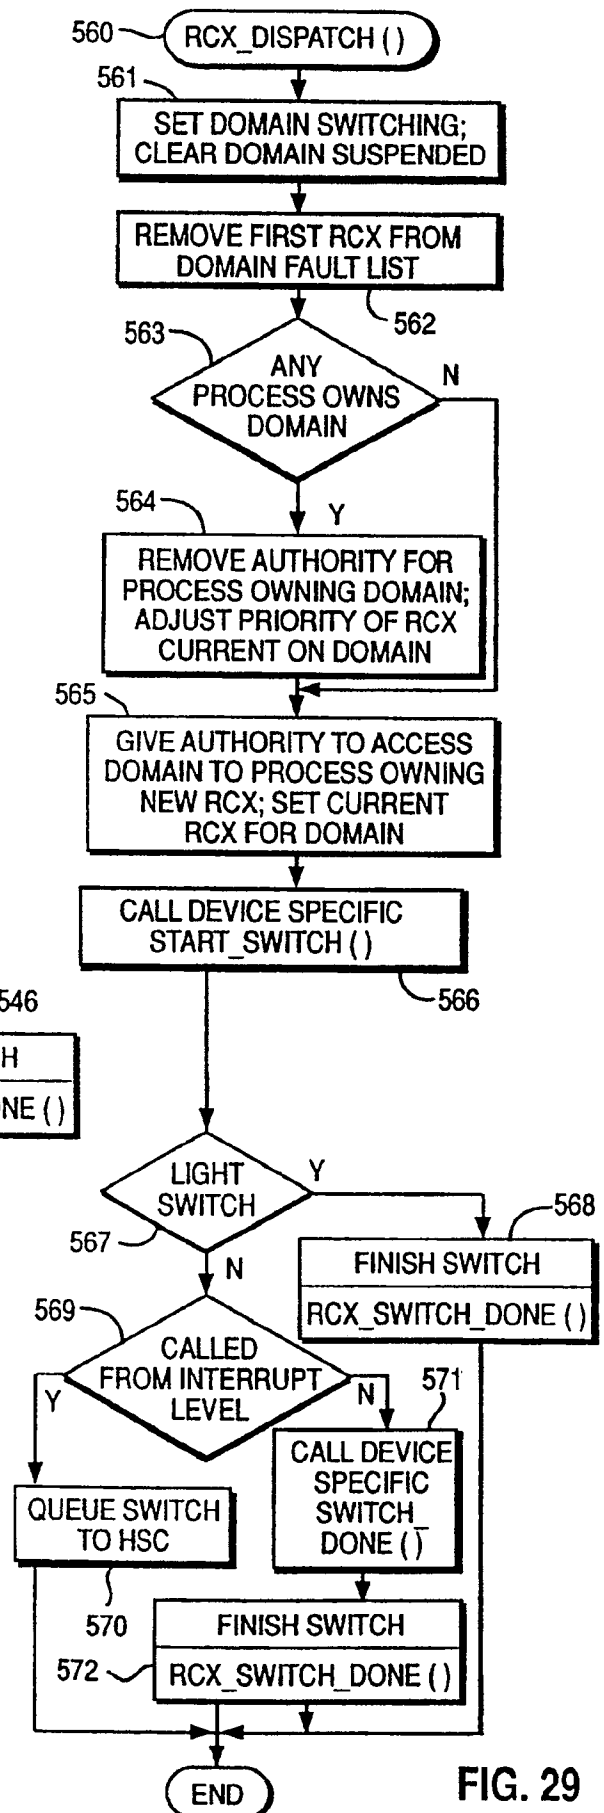 560
RCX_DISPATCH ( )
561
SET DOMAIN SWITCHING;
CLEAR DOMAIN SUSPENDED
REMOVE FIRST RCX FROM
DOMAIN FAULT LIST
562
563
ANY
PROCESS OWNS
DOMAIN
N
Y
564
REMOVE AUTHORITY FOR
PROCESS OWNING DOMAIN;
ADJUST PRIORITY OF RCX
CURRENT ON DOMAIN
565
GIVE AUTHORITY TO ACCESS
DOMAIN TO PROCESS OWNING
NEW RCX; SET CURRENT
RCX FOR DOMAIN
CALL DEVICE SPECIFIC
START_SWITCH ( )
566
546
H
NE ( )
LIGHT
SWITCH
Y
567
N
568
FINISH SWITCH
RCX_SWITCH_DONE ( )
569
CALLED
FROM INTERRUPT
LEVEL
Y
N
571
CALL DEVICE
SPECIFIC
SWITCH_
DONE ( )
QUEUE SWITCH
TO HSC
570
FINISH SWITCH
572
RCX_SWITCH_DONE ( )
END
FIG. 29